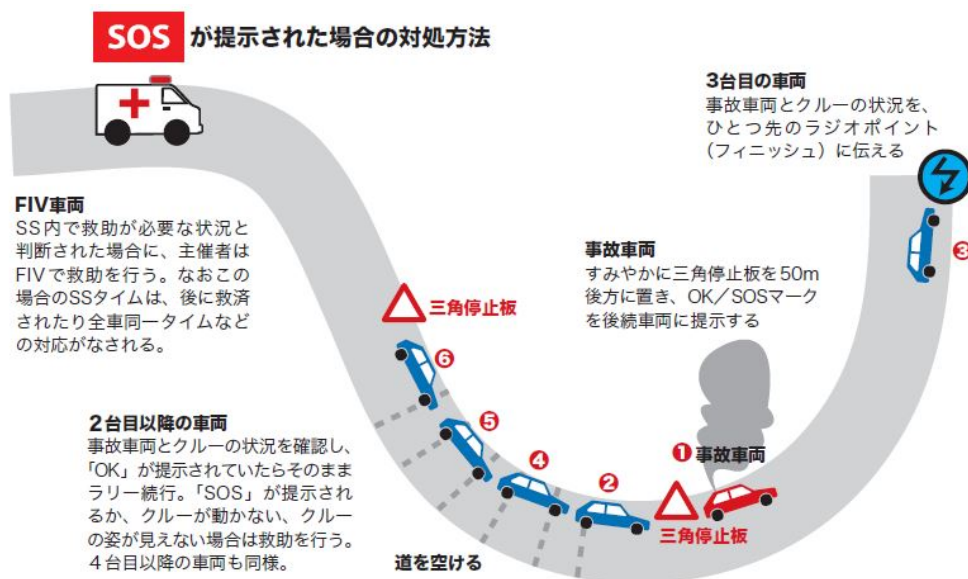 SOS が提示された場合の対処方法
3台目の車両
事故車両とクルーの状況を、
ひとつ先のラジオポイント
（フィニッシュ）に伝える
❸
FIV車両
SS内で救助が必要な状況と
判断された場合に、主催者は
FIVで救助を行う。なおこの
場合のSSタイムは、後に救済
されたり全車同一タイムなど
の対応がなされる。
事故車両
すみやかに三角停止板を50m
後方に置き、OK／SOSマーク
を後続車両に提示する
三角停止板
❻
❺
❹
❷
❶ 事故車両
三角停止板
2台目以降の車両
事故車両とクルーの状況を確認し、
「OK」が提示されていたらそのまま
ラリー続行。「SOS」が提示され
るか、クルーが動かない、クルー
の姿が見えない場合は救助を行う。
４台目以降の車両も同様。
道を空ける